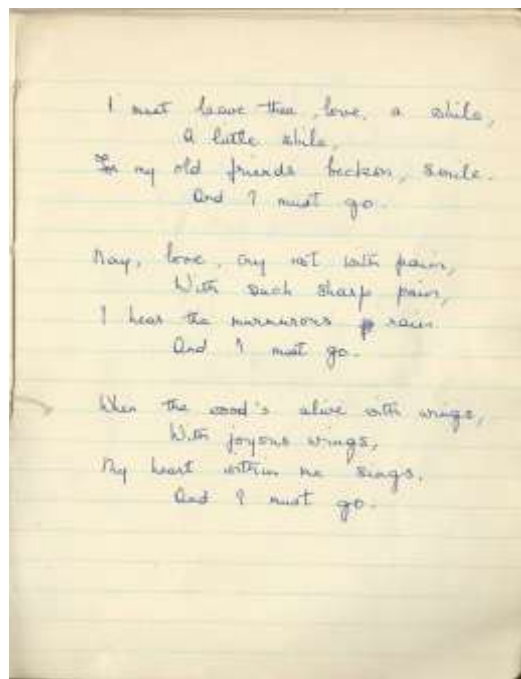 I must leave thee, love, a while,
A little while,
For my old friends beckon, smile.
And I must go.
Nay, love, cry not with pain,
With such sharp pain,
I hear the murmurous rain
And I must go.
When the wood's alive with wings,
With joyous wings,
My heart within me sings.
And I must go.